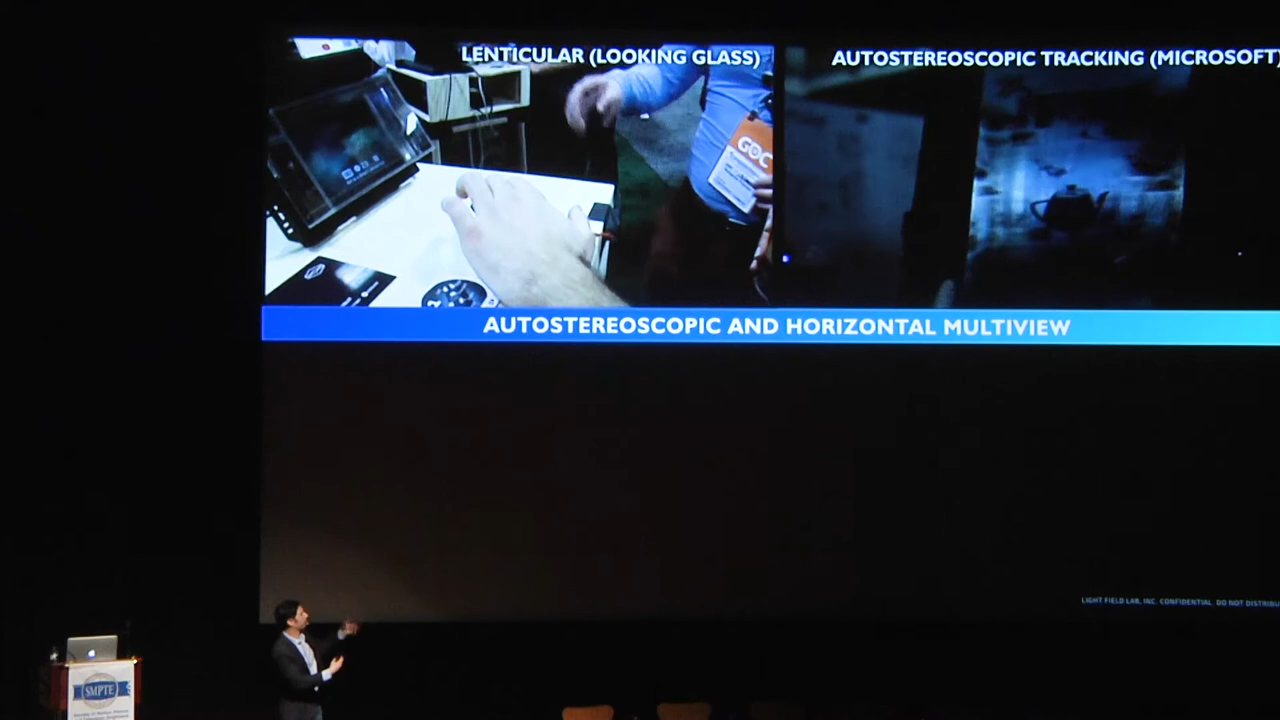 LENTICULAR (LOOKING GLASS)
AUTOSTEREOSCOPIC TRACKING (MICROSOFT)
GDC
AUTOSTEREOSCOPIC AND HORIZONTAL MULTIVIEW
LIGHT FIELD LAB, INC. CONFIDENTIAL. DO NOT DISTRIBU
SMPTE